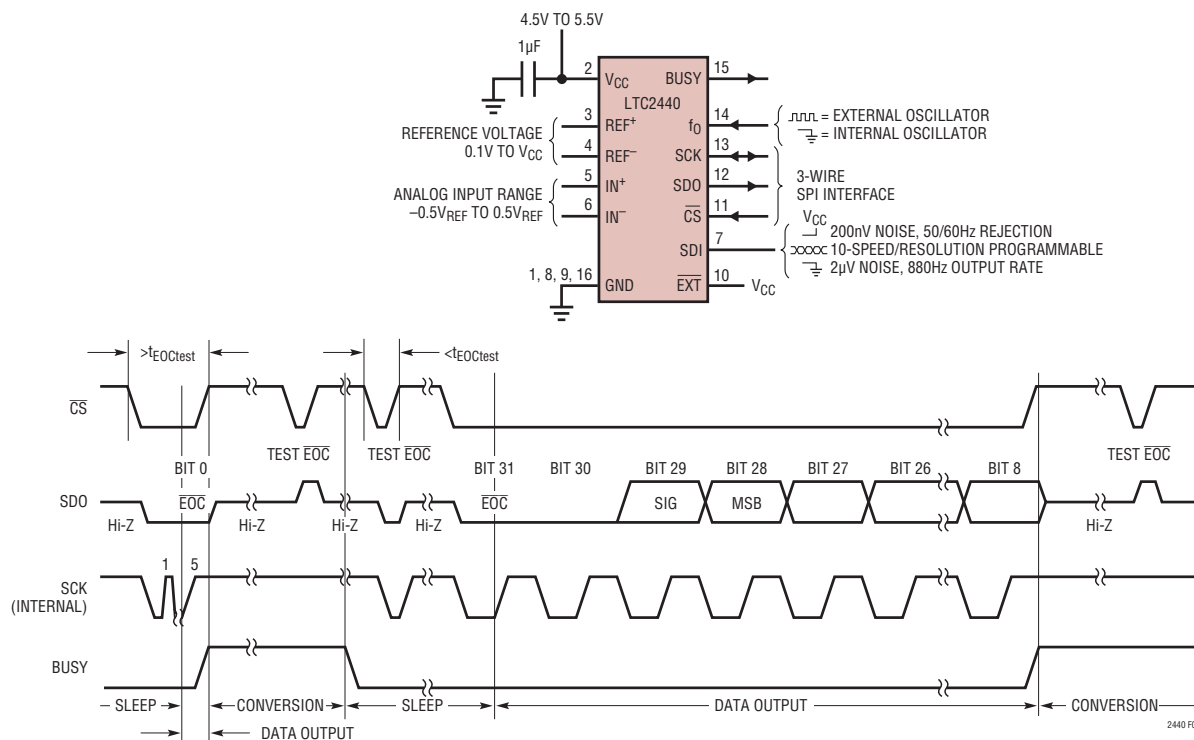 4.5V TO 5.5V
1µF
2
VCC
BUSY
15
LTC2440
3
REF+
fO
14
= EXTERNAL OSCILLATOR
= INTERNAL OSCILLATOR
REFERENCE VOLTAGE
0.1V TO VCC
4
REF–
SCK
13
5
IN+
SDO
12
3-WIRE
SPI INTERFACE
ANALOG INPUT RANGE
–0.5VREF TO 0.5VREF
6
IN–
CS
11
VCC
200nV NOISE, 50/60Hz REJECTION
SDI
7
10-SPEED/RESOLUTION PROGRAMMABLE
2µV NOISE, 880Hz OUTPUT RATE
1, 8, 9, 16
GND
EXT
10
VCC
>tEOCtest
<tEOCtest
CS
TEST EOC
TEST EOC
TEST EOC
BIT 0
BIT 31
BIT 30
BIT 29
BIT 28
BIT 27
BIT 26
BIT 8
SDO
EOC
EOC
SIG
MSB
Hi-Z
Hi-Z
Hi-Z
Hi-Z
Hi-Z
1
5
SCK
(INTERNAL)
BUSY
SLEEP
CONVERSION
SLEEP
DATA OUTPUT
CONVERSION
DATA OUTPUT